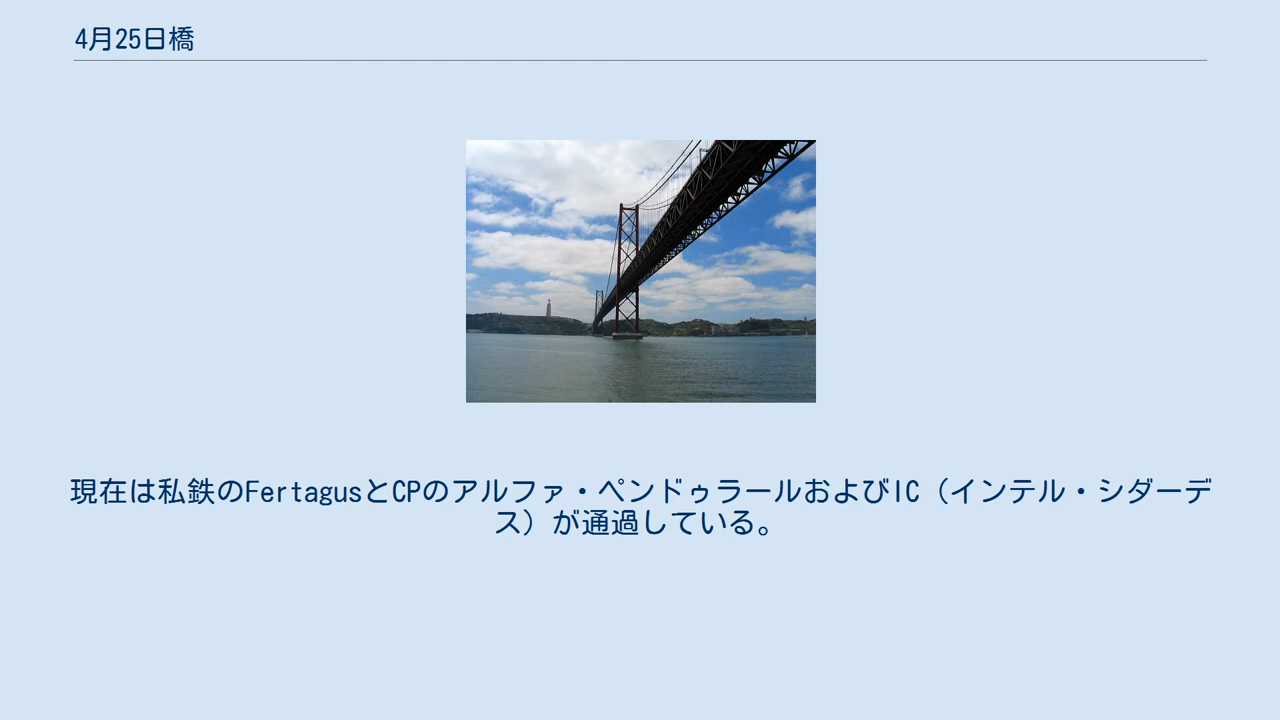 4月25日橋
現在は私鉄のFertagusとCPのアルファ・ペンドゥラールおよびIC（インテル・シダーデ
ス）が通過している。